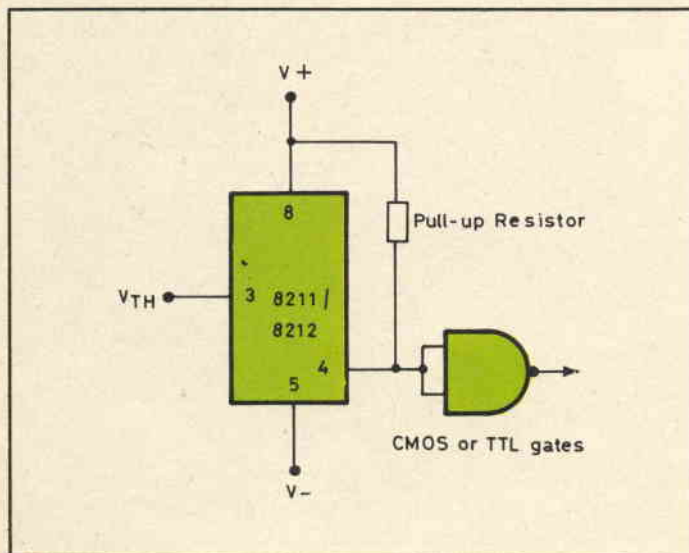 V+
8
Pull-up Resistor
VTH
3
8211/
8212
4
5
CMOS or TTL gates
V-